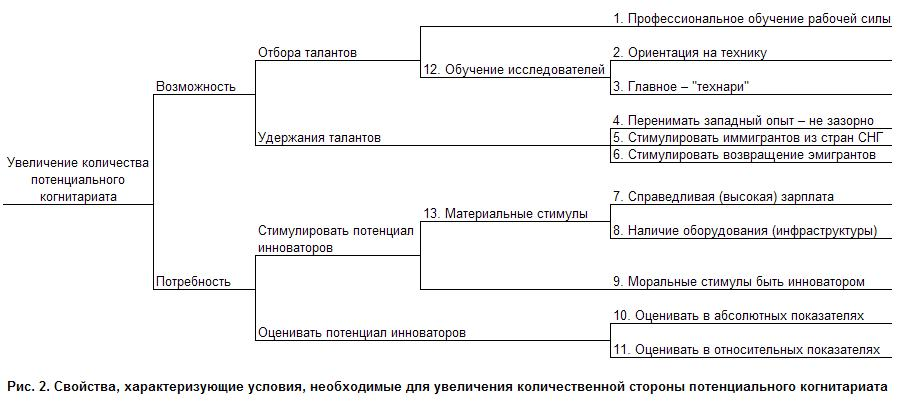 1. Профессиональное обучение рабочей силы
Отбора талантов
2. Ориентация на технику
12. Обучение исследователей
Возможность
3. Главное – "технари"
4. Перенимать западный опыт – не зазорно
Удержания талантов
5. Стимулировать иммигрантов из стран СНГ
6. Стимулировать возвращение эмигрантов
Увеличение количества
потенциального
когнитариата
7. Справедливая (высокая) зарплата
13. Материальные стимулы
Стимулировать потенциал
инноваторов
8. Наличие оборудования (инфраструктуры)
Потребность
9. Моральные стимулы быть инноватором
10. Оценивать в абсолютных показателях
Оценивать потенциал инноваторов
11. Оценивать в относительных показателях
Рис. 2. Свойства, характеризующие условия, необходимые для увеличения количественной стороны потенциального когнитариата